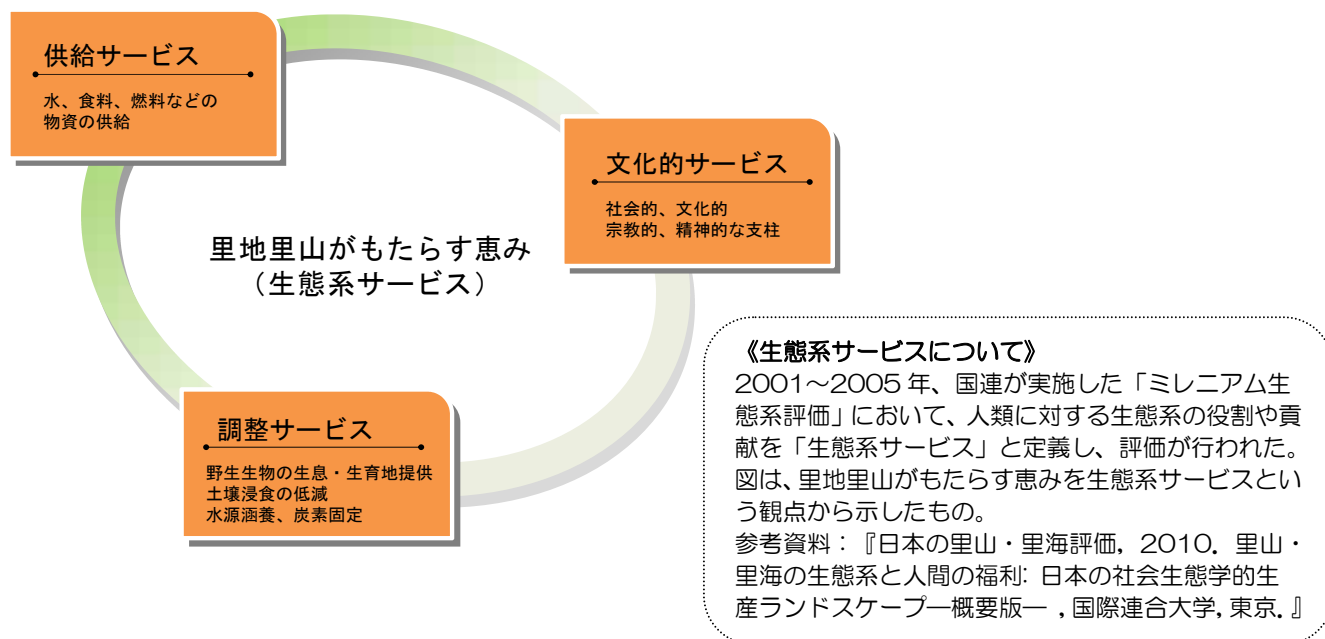 供給サービス
水、食料、燃料などの
物資の供給
文化的サービス
社会的、文化的
宗教的、精神的な支柱
里地里山がもたらす恵み
（生態系サービス）
調整サービス
野生生物の生息・生育地提供
土壌浸食の低減
水源涵養、炭素固定
《生態系サービスについて》
2001～2005年、国連が実施した「ミレニアム生
態系評価」において、人類に対する生態系の役割や貢
献を「生態系サービス」と定義し、評価が行われた。
図は、里地里山がもたらす恵みを生態系サービスとい
う観点から示したもの。
参考資料：『日本の里山・里海評価，2010．里山・
里海の生態系と人間の福利: 日本の社会生態学的生
産ランドスケープ―概要版― ，国際連合大学，東京．』